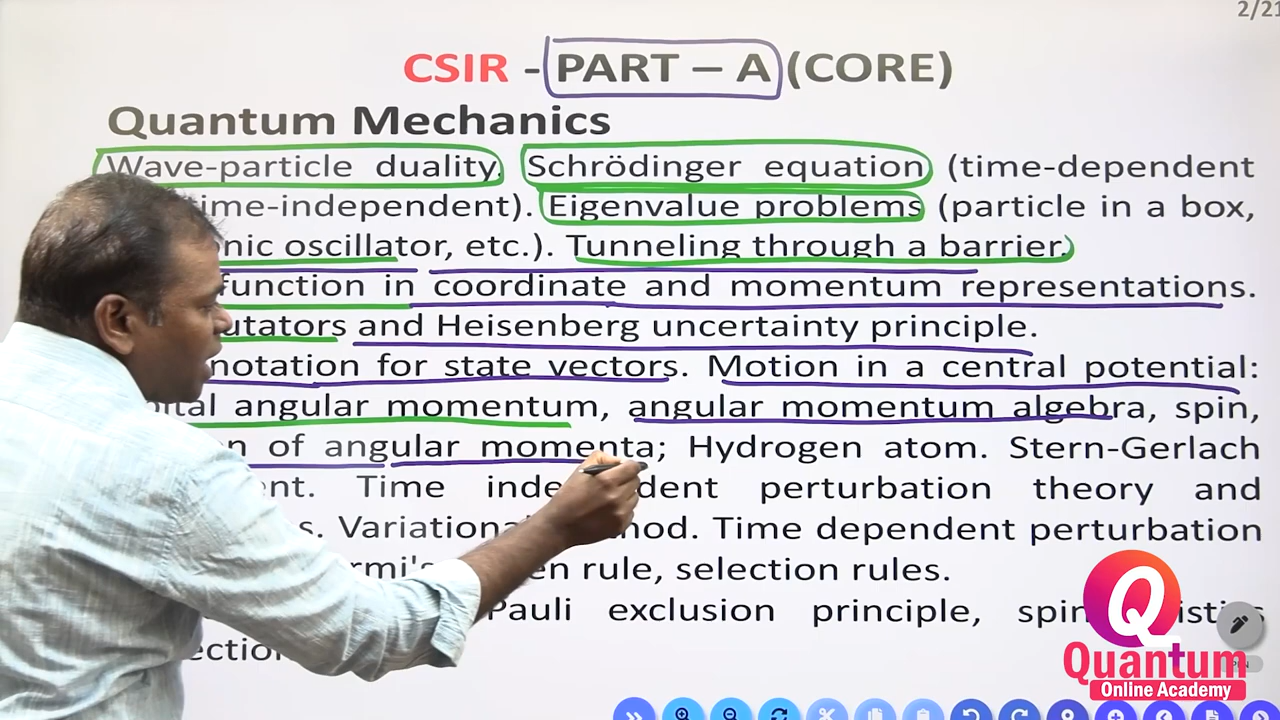 2/21
CSIR - PART – A (CORE)
Quantum Mechanics
Wave-particle duality. Schrödinger equation (time-dependent
time-independent). Eigenvalue problems (particle in a box,
nic oscillator, etc.). Tunneling through a barrier.
function in coordinate and momentum representations.
utators and Heisenberg uncertainty principle.
notation for state vectors. Motion in a central potential:
ital angular momentum, angular momentum algebra, spin,
n of angular momenta; Hydrogen atom. Stern-Gerlach
nt. Time inde dent perturbation theory and
s. Variational hod. Time dependent perturbation
rmi's en rule, selection rules.
Pauli exclusion principle, spin istics
ection
Q
Quantum
Online Academy